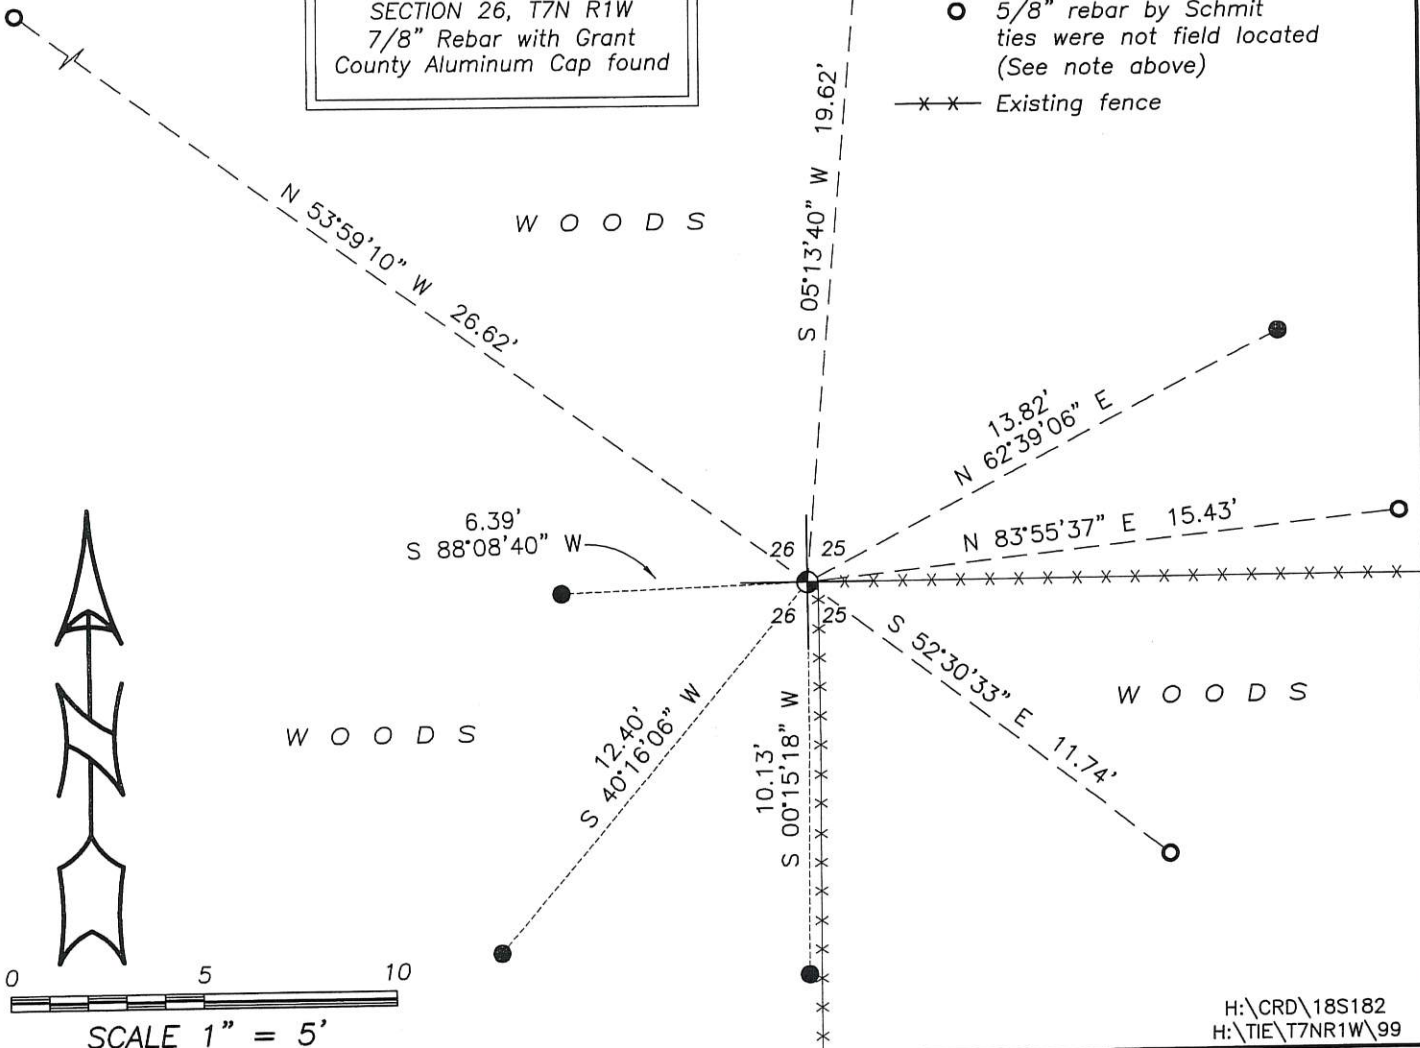 SECTION 26, T7N R1W
7/8" Rebar with Grant
County Aluminum Cap found
5/8" rebar by Schmit
ties were not field located
(See note above)
Existing fence
N 53°59'10" W 26.62'
W O O D S
S 05°13'40" W 19.62'
13.82'
N 62°39'06" E
N 83°55'37" E 15.43'
6.39'
S 88°08'40" W
26 25
26 25
S 52°30'33" E 11.74'
W O O D S
W O O D S
12.40'
S 40°16'06" W
10.13'
S 00°15'18" W
N
0 5 10
SCALE 1" = 5'
H:\CRD\18S182
H:\TIE\T7NR1W\99